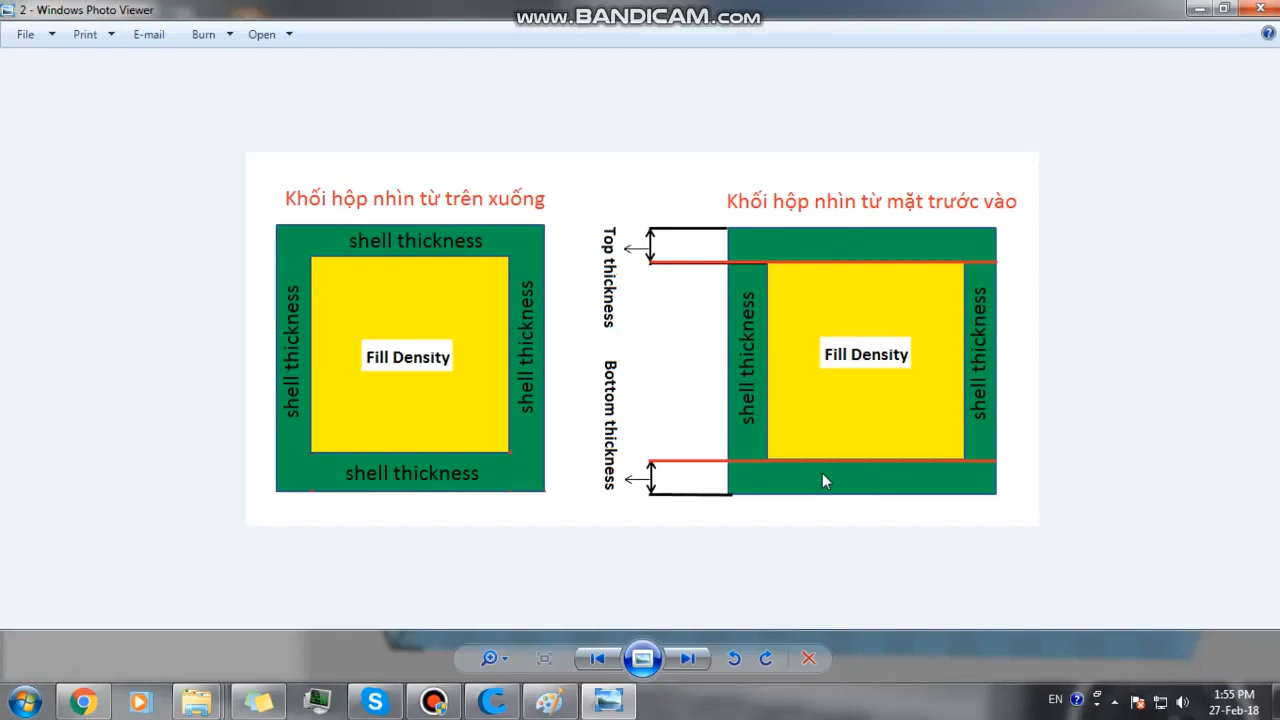 2 - Windows Photo Viewer
www.BANDICAM.com
File
Print
E-mail
Burn
Open
Khối hộp nhìn từ trên xuống
Khối hộp nhìn từ mặt trước vào
shell thickness
shell thickness
Fill Density
shell thickness
shell thickness
Top thickness
Bottom thickness
shell thickness
Fill Density
shell thickness
EN
1:55 PM
27-Feb-18